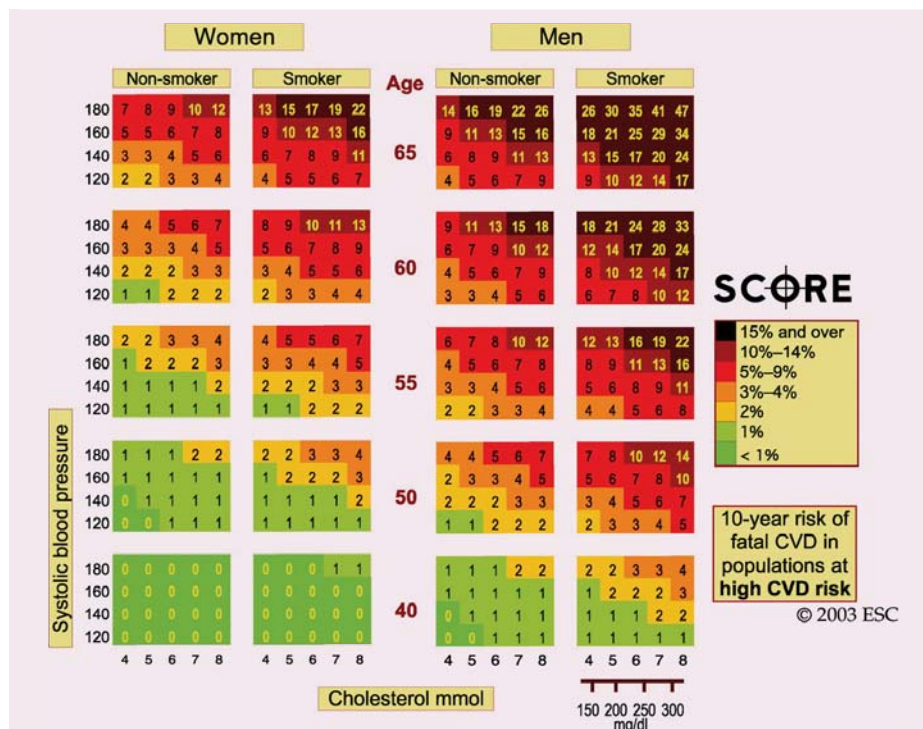 Women Men
Non-smoker Smoker Age Non-smoker Smoker
180 7 8 9 10 12 13 15 17 19 22 14 16 19 22 26 26 30 35 41 47
160 5 5 6 7 8 9 10 12 13 16 9 11 13 15 16 18 21 25 29 34
65
140 3 3 4 5 6 6 7 8 9 11 6 8 9 11 13 13 15 17 20 24
120 2 2 3 3 4 4 5 5 6 7 4 5 6 7 9 9 10 12 14 17
180 4 4 5 6 7 8 9 10 11 13 9 11 13 15 18 18 21 24 28 33
160 3 3 3 4 5 5 6 7 8 9 6 7 9 10 12 12 14 17 20 24
60
140 2 2 2 3 3 3 4 5 5 6 4 5 6 7 9 8 10 12 14 17
120 1 1 2 2 2 2 3 3 4 4 3 3 4 5 6 6 7 8 10 12
180 2 2 3 3 4 4 5 5 6 7 6 7 8 10 12 12 13 16 19 22
160 1 2 2 2 3 3 3 4 4 5 4 5 6 7 8 8 9 11 13 16
55
140 1 1 1 1 2 2 2 2 3 3 3 3 4 5 6 5 6 8 9 11
120 1 1 1 1 1 1 1 2 2 2 2 2 3 3 4 4 4 5 6 8
180 1 1 1 2 2 2 2 3 3 4 4 4 5 6 7 7 8 10 12 14
160 1 1 1 1 1 1 2 2 2 3 2 3 3 4 5 5 6 7 8 10
50
140 0 1 1 1 1 1 1 1 1 2 2 2 2 3 3 3 4 5 6 7
120 0 0 1 1 1 1 1 1 1 1 1 1 2 2 2 2 3 3 4 5
180 0 0 0 0 0 0 0 0 1 1 1 1 1 2 2 2 2 3 3 4
160 0 0 0 0 0 0 0 0 0 0 1 1 1 1 1 1 2 2 2 3
40
140 0 0 0 0 0 0 0 0 0 0 0 1 1 1 1 1 1 1 2 2
120 0 0 0 0 0 0 0 0 0 0 0 0 1 1 1 1 1 1 1 1
4 5 6 7 8 4 5 6 7 8 4 5 6 7 8 4 5 6 7 8
Systolic blood pressure
Cholesterol mmol
150 200 250 300
mg/dl
SCORE
15% and over
10%–14%
5%–9%
3%–4%
2%
1%
< 1%
10-year risk of
fatal CVD in
populations at
high CVD risk
© 2003 ESC